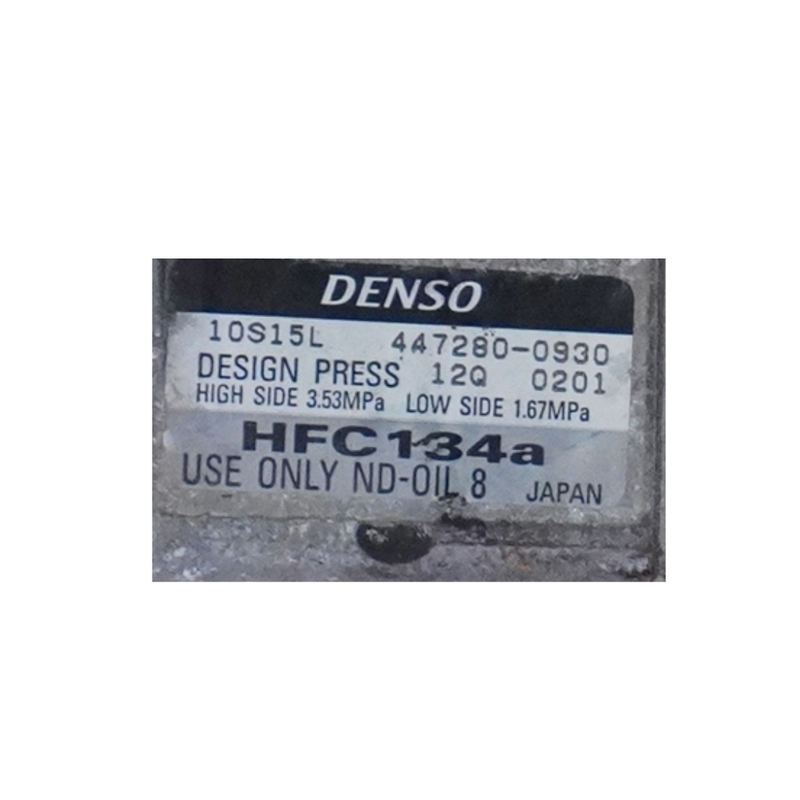 DENSO
10S15L 447280-0930
DESIGN PRESS 12Q 0201
HIGH SIDE 3.53MPa LOW SIDE 1.67MPa
HFC134a
USE ONLY ND-OIL 8 JAPAN